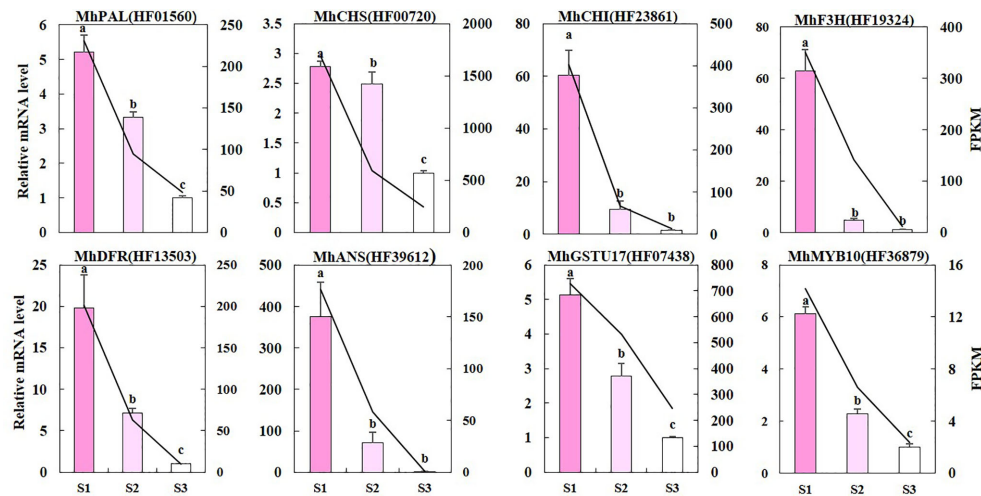 MhPAL(HF01560) MhCHS(HF00720) MhCHI(HF23861) MhF3H(HF19324)
Relative mRNA level
6 5 4 3 2 1 0
a b c
250 200 150 100 50 0
3.5 3 2.5 2 1.5 1 0.5 0
a b c
2000 1500 1000 500 0
80 60 40 20 0
a b b
500 400 300 200 100 0
80 60 40 20 0
a b b
400 300 200 100 0
FPKM
MhDFR(HF13503) MhANS(HF39612) MhGSTU17(HF07438) MhMYB10(HF36879)
Relative mRNA level
25 20 15 10 5 0
a b c
250 200 150 100 50 0
500 400 300 200 100 0
a b b
200 150 100 50 0
6 5 4 3 2 1 0
a b c
800 700 600 500 400 300 200 100 0
8 6 4 2 0
a b c
16 12 8 4 0
FPKM
S1 S2 S3 S1 S2 S3 S1 S2 S3 S1 S2 S3